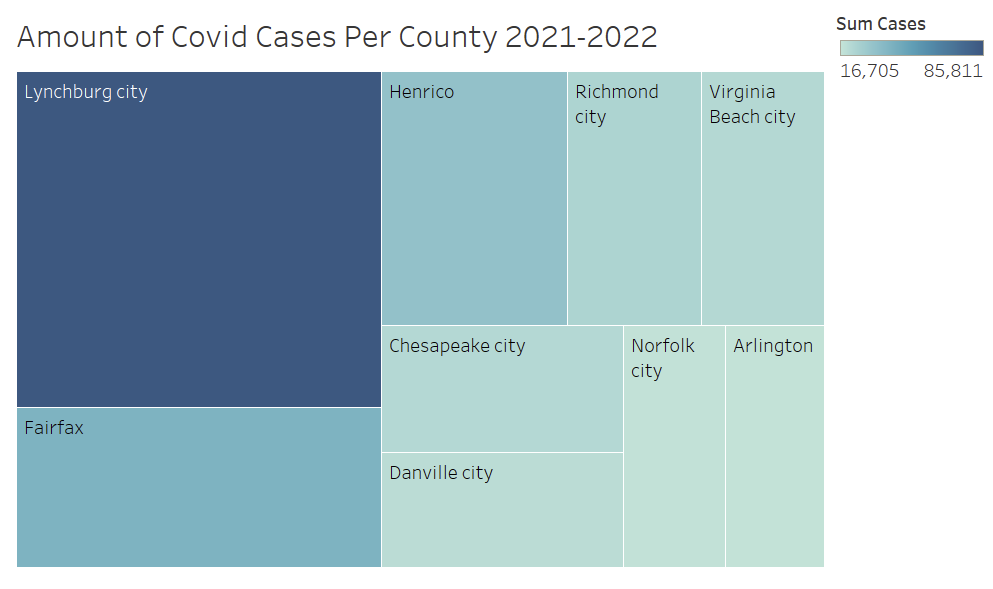 Amount of Covid Cases Per County 2021-2022
Sum Cases
16,705 85,811
Lynchburg city
Henrico
Richmond
city
Virginia
Beach city
Chesapeake city
Norfolk
city
Arlington
Fairfax
Danville city